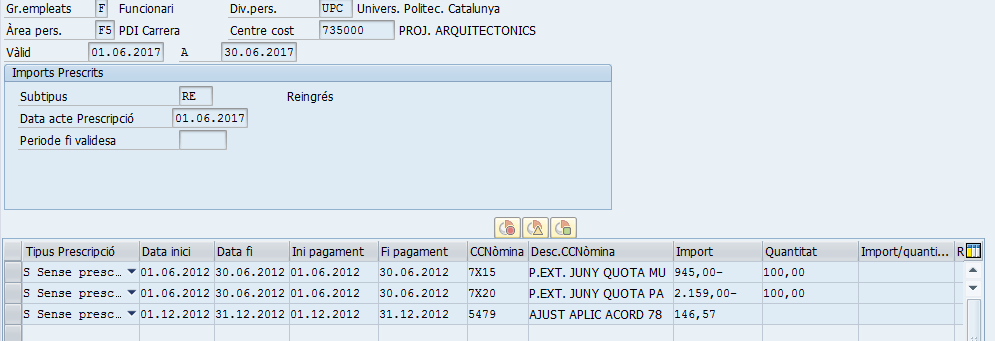 Gr.empleats F Funcionari Div.pers. UPC Univers. Politec. Catalunya
Àrea pers. F5 PDI Carrera Centre cost 735000 PROJ. ARQUITECTONICS
Vàlid 01.06.2017 A 30.06.2017
Imports Prescrits
Subtipus RE Reingrés
Data acte Prescripció 01.06.2017
Periode fi validesa
Tipus Prescripció Data inici Data fi Ini pagament Fi pagament CCNòmina Desc.CCNòmina Import Quantitat Import/quanti... R
S Sense presc... 01.06.2012 30.06.2012 01.06.2012 30.06.2012 7X15 P.EXT. JUNY QUOTA MU 945,00- 100,00
S Sense presc... 01.06.2012 30.06.2012 01.06.2012 30.06.2012 7X20 P.EXT. JUNY QUOTA PA 2.159,00- 100,00
S Sense presc... 01.12.2012 31.12.2012 01.12.2012 31.12.2012 5479 AJUST APLIC ACORD 78 146,57